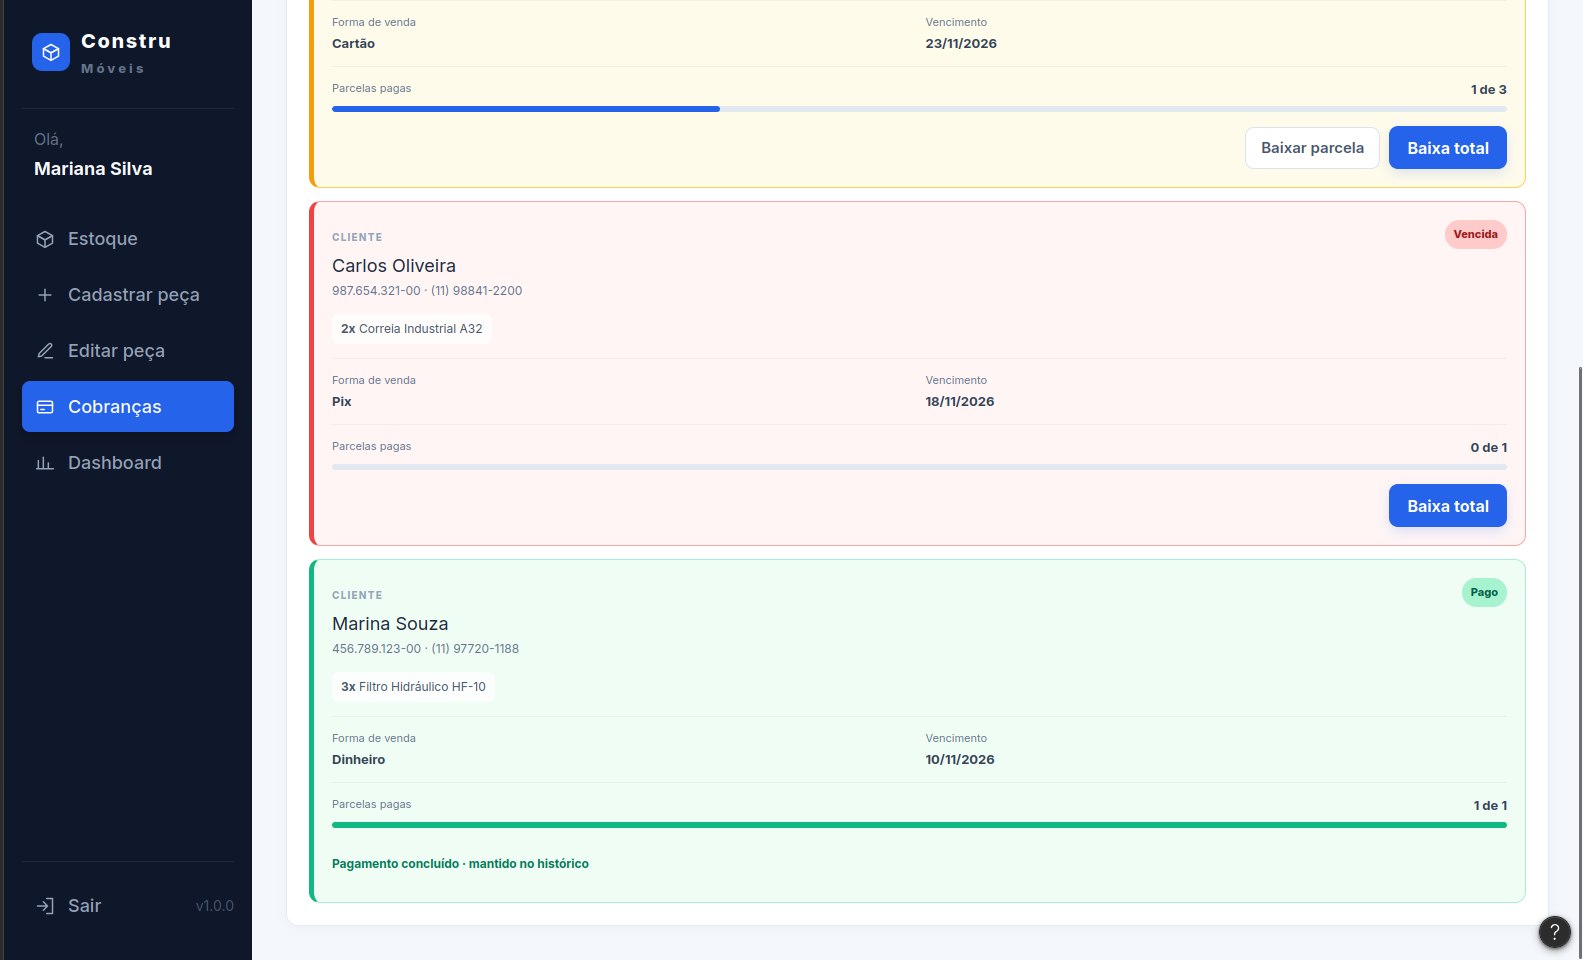 Constru
Móveis
Olá,
Mariana Silva
Estoque
Cadastrar peça
Editar peça
Cobranças
Dashboard
Sair
v1.0.0
Forma de venda
Vencimento
Cartão
23/11/2026
Parcelas pagas
1 de 3
Baixar parcela
Baixa total
CLIENTE
Vencida
Carlos Oliveira
987.654.321-00 · (11) 98841-2200
2x Correia Industrial A32
Forma de venda
Vencimento
Pix
18/11/2026
Parcelas pagas
0 de 1
Baixa total
CLIENTE
Pago
Marina Souza
456.789.123-00 · (11) 97720-1188
3x Filtro Hidráulico HF-10
Forma de venda
Vencimento
Dinheiro
10/11/2026
Parcelas pagas
1 de 1
Pagamento concluído · mantido no histórico
?